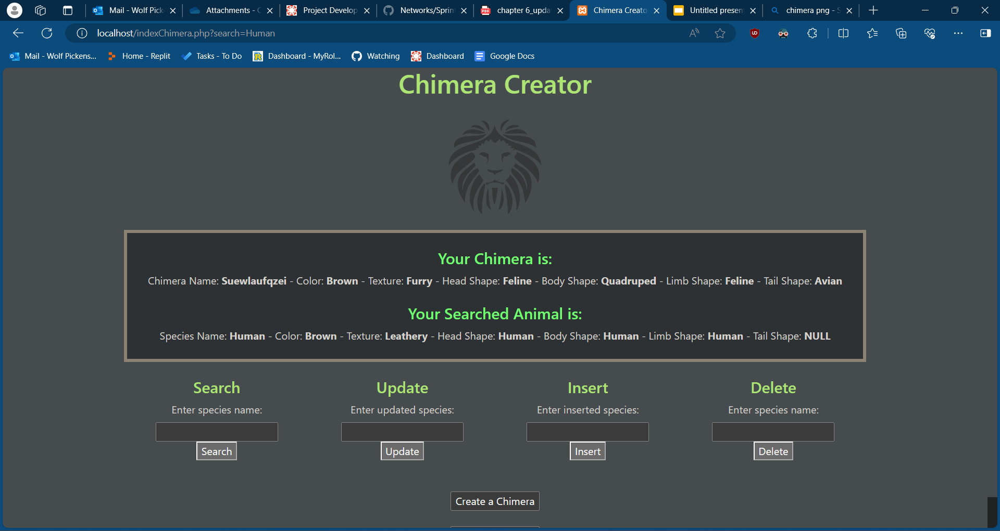 Mail - Wolf Pick
Attachments - C
Project Develop
Networks/Sprin
chapter 6_upda
Chimera Creato
Untitled presen
chimera png - S
localhost/indexChimera.php?search=Human
Mail - Wolf Pickens...
Home - Replit
Tasks - To Do
Dashboard - MyRol...
Watching
Dashboard
Google Docs
Chimera Creator
Your Chimera is:
Chimera Name: Suewlaufqzei - Color: Brown - Texture: Furry - Head Shape: Feline - Body Shape: Quadruped - Limb Shape: Feline - Tail Shape: Avian
Your Searched Animal is:
Species Name: Human - Color: Brown - Texture: Leathery - Head Shape: Human - Body Shape: Human - Limb Shape: Human - Tail Shape: NULL
Search
Update
Insert
Delete
Enter species name:
Enter updated species:
Enter inserted species:
Enter species name:
Search
Update
Insert
Delete
Create a Chimera